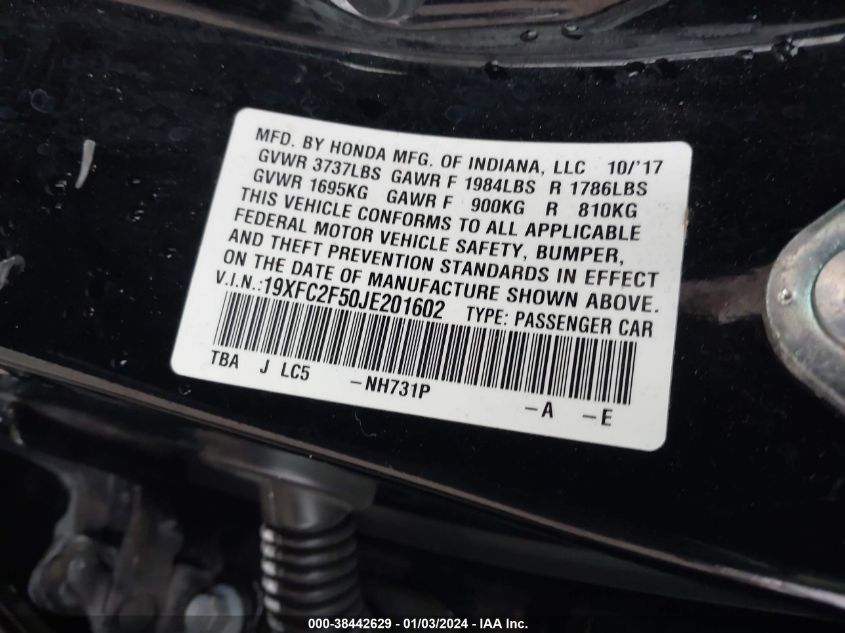 MFD. BY HONDA MFG. OF INDIANA, LLC 10/'17
GVWR 3737LBS GAWR F 1984LBS R 1786LBS
GVWR 1695KG GAWR F 900KG R 810KG
THIS VEHICLE CONFORMS TO ALL APPLICABLE
FEDERAL MOTOR VEHICLE SAFETY, BUMPER,
AND THEFT PREVENTION STANDARDS IN EFFECT
ON THE DATE OF MANUFACTURE SHOWN ABOVE.
V.I.N.:19XFC2F50JE201602 TYPE: PASSENGER CAR
TBA J LC5 -NH731P -A -E
000-38442629 - 01/03/2024 - IAA Inc.